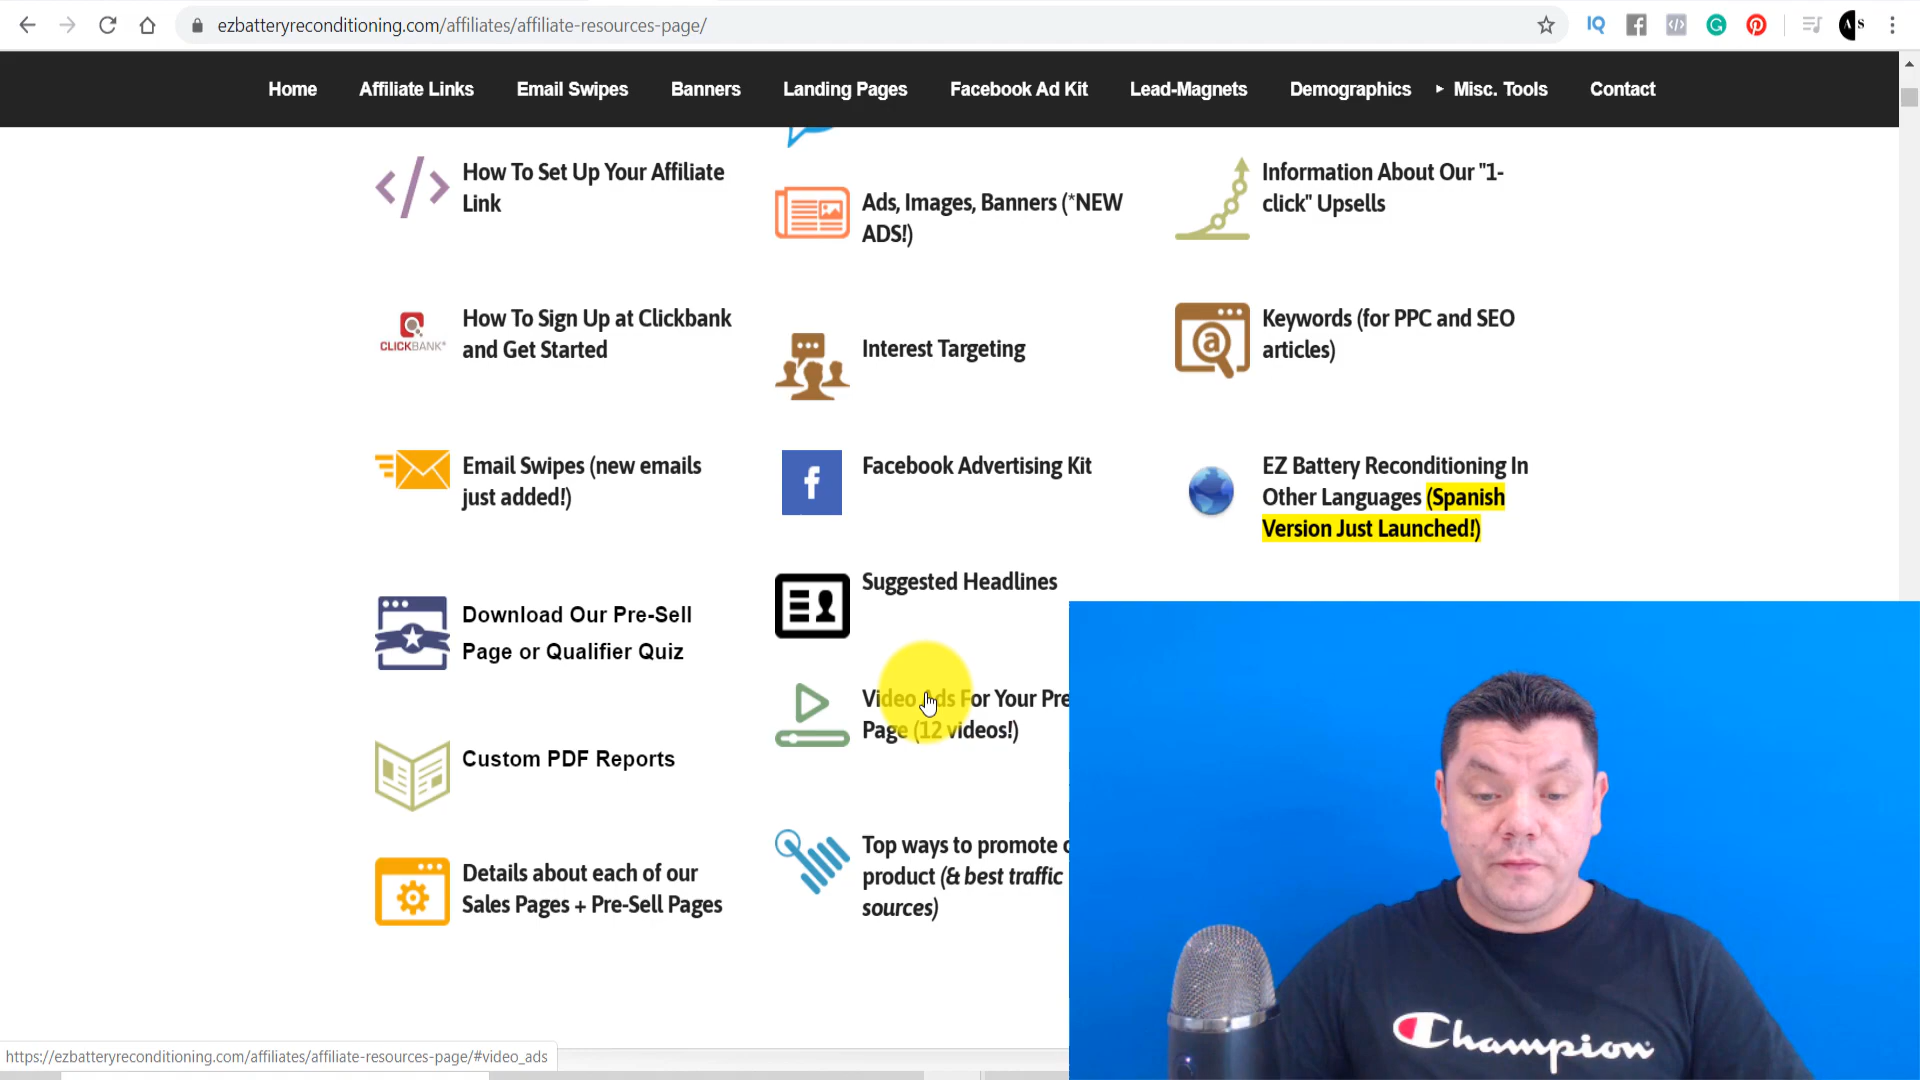 ezbatteryreconditioning.com/affiliates/affiliate-resources-page/
IQ
A S
Home
Affiliate Links
Email Swipes
Banners
Landing Pages
Facebook Ad Kit
Lead-Magnets
Demographics
Misc. Tools
Contact
How To Set Up Your Affiliate
Link
How To Sign Up at Clickbank
and Get Started
CLICKBANK
Email Swipes (new emails
just added!)
Download Our Pre-Sell
Page or Qualifier Quiz
Custom PDF Reports
Details about each of our
Sales Pages + Pre-Sell Pages
Ads, Images, Banners (*NEW
ADS!)
Interest Targeting
Facebook Advertising Kit
Suggested Headlines
Video Ads For Your Pre
Page (12 videos!)
Top ways to promote
product (& best traffic
sources)
Information About Our "1-
click" Upsells
Keywords (for PPC and SEO
articles)
EZ Battery Reconditioning In
Other Languages (Spanish
Version Just Launched!)
Champion
https://ezbatteryreconditioning.com/affiliates/affiliate-resources-page/#video_ads